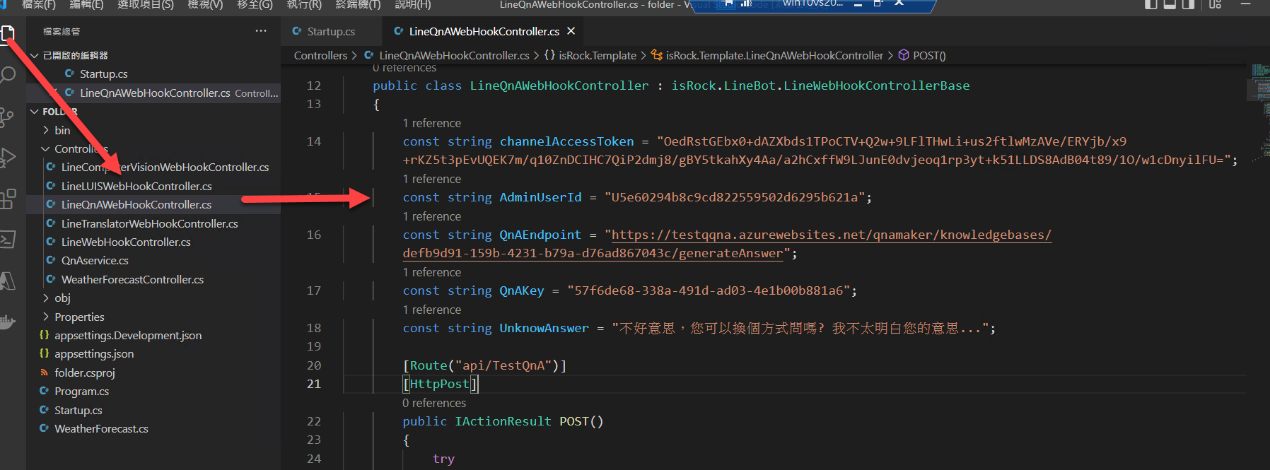 檔案(F) 編輯(E) 選取項目(S) 檢視(V) 移至(G) 執行(R) 終端機(T) 說明(H)
LineQnAWebHookController.cs - folder - Visual
win10vs20...
檔案總管
已開啟的編輯器
Startup.cs
LineQnAWebHookController.cs Controll...
FOLDER
bin
Controllers
LineComputerVisionWebHookController.cs
LineLUISWebHookController.cs
LineQnAWebHookController.cs
LineTranslatorWebHookController.cs
LineWebHookController.cs
QnAservice.cs
WeatherForecastController.cs
obj
Properties
appsettings.Development.json
appsettings.json
folder.csproj
Program.cs
Startup.cs
WeatherForecast.cs
Startup.cs LineQnAWebHookController.cs
Controllers > LineQnAWebHookController.cs > {} isRock.Template > isRock.Template.LineQnAWebHookController > POST()
0 references
12 public class LineQnAWebHookController : isRock.LineBot.LineWebHookControllerBase
13 {
1 reference
14 const string channelAccessToken = "OedRstGEbx0+dAZXbds1TPoCTV+Q2w+9LFlTHwLi+us2ftlwMzAVe/ERYjb/x9
+rKZ5t3pEvUQEK7m/q10ZnDCIHC7QiP2dmj8/gBY5tkahXy4Aa/a2hCxffW9LJunE0dvjeoq1rp3yt+k51LLDS8AdB04t89/1O/w1cDnyilFU=";
1 reference
15 const string AdminUserId = "U5e60294b8c9cd822559502d6295b621a";
1 reference
16 const string QnAEndpoint = "https://testqqna.azurewebsites.net/qnamaker/knowledgebases/
defb9d91-159b-4231-b79a-d76ad867043c/generateAnswer";
1 reference
17 const string QnAKey = "57f6de68-338a-491d-ad03-4e1b00b881a6";
1 reference
18 const string UnknowAnswer = "不好意思，您可以換個方式問嗎? 我不太明白您的意思...";
19
20 [Route("api/TestQnA")]
21 [HttpPost]
0 references
22 public IActionResult POST()
23 {
24 try